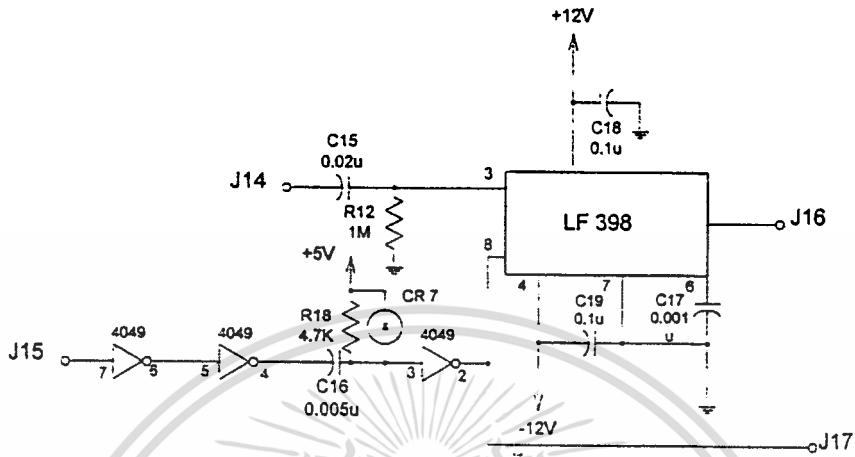 +12V
C18
0.1u
C15
0.02u
J14
3
R12
1M
LF 398
J16
8
+5V
4
7
6
CR 7
C19
0.1u
C17
0.001
u
R18
4.7K
4049
4049
4049
J15
7
6
5
4
3
2
C16
0.005u
-12V
J17